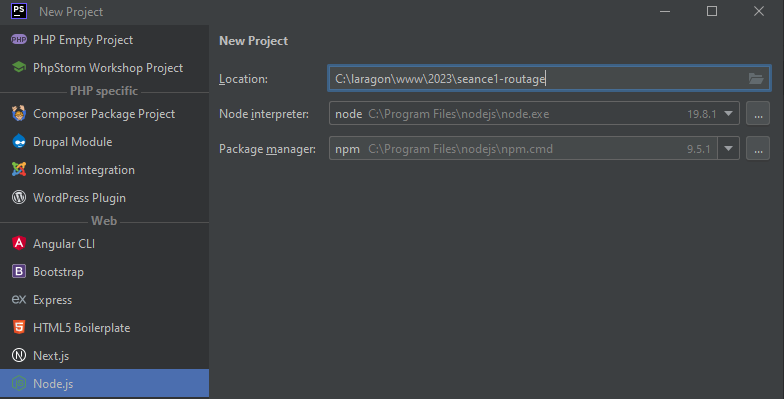 PS New Project
php PHP Empty Project
PhpStorm Workshop Project
PHP specific
Composer Package Project
Drupal Module
Joomla! integration
WordPress Plugin
Web
Angular CLI
B Bootstrap
ex Express
HTML5 Boilerplate
N Next.js
Node.js
New Project
Location: C:\laragon\www\2023\seance1-routage
Node interpreter: node C:\Program Files\nodejs\node.exe 19.8.1 ...
Package manager: npm C:\Program Files\nodejs\npm.cmd 9.5.1 ...